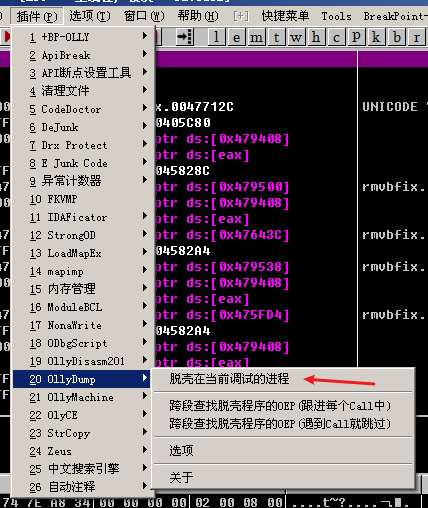 插件(P) 选项(T) 窗口(W) 帮助(H) [+] 快捷菜单 Tools BreakPoint-
l e m t w h c p k b r
1 +BP-OLLY
2 ApiBreak
3 API断点设置工具
4 清理文件
5 CodeDoctor
6 DeJunk
7 Drx Protect
8 E Junk Code
9 异常计数器
10 FKVMP
11 IDAFicator
12 StrongOD
13 LoadMapEx
14 mapimp
15 内存管理
16 ModuleBCL
17 NonaWrite
18 ODbgScript
19 OllyDisasm201
20 OllyDump
21 OllyMachine
22 OlyCE
23 StrCopy
24 Zeus
25 中文搜索引擎
26 自动注释
脱壳在当前调试的进程
跨段查找脱壳程序的OEP(跟进每个Call中)
跨段查找脱壳程序的OEP(遇到Call就跳过)
选项
关于
x.0047712C
UNICODE "
00405C80
ptr ds:[0x479408]
ptr ds:[eax]
045828C
ptr ds:[0x479500]
rmvbfix.
ptr ds:[0x479408]
ptr ds:[eax]
ptr ds:[0x47643C]
rmvbfix.
04582A4
ptr ds:[0x479538]
rmvbfix.
ptr ds:[0x479408]
ptr ds:[eax]
ptr ds:[0x475FD4]
rmvbfix.
04582A4
ptr ds:[0x479408]
ptr ds:[eax]
74 7E A8 34 00 00 00 00 02 00 08 00